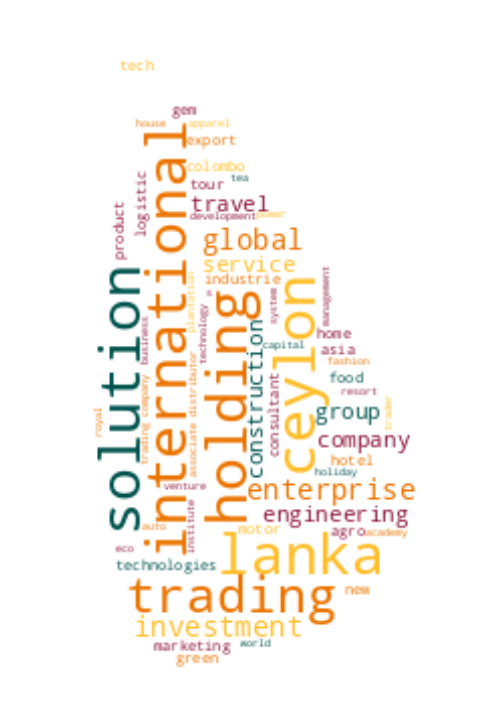 tech
gem
house
apparel
export
international
colombo
tea
tour
logistic
travel
product
development
power
global
service
industrie
solution
plantation
holding
system
management
ceylon
technology
business
construction
home
capital
asia
fashion
distributor
food
consultant
resort
trading company
group
trader
royal
associate
company
hotel
holiday
venture
enterprise
engineering
institute
auto
motor
agro
academy
eco
lanka
technologies
trading
new
investment
marketing
world
green